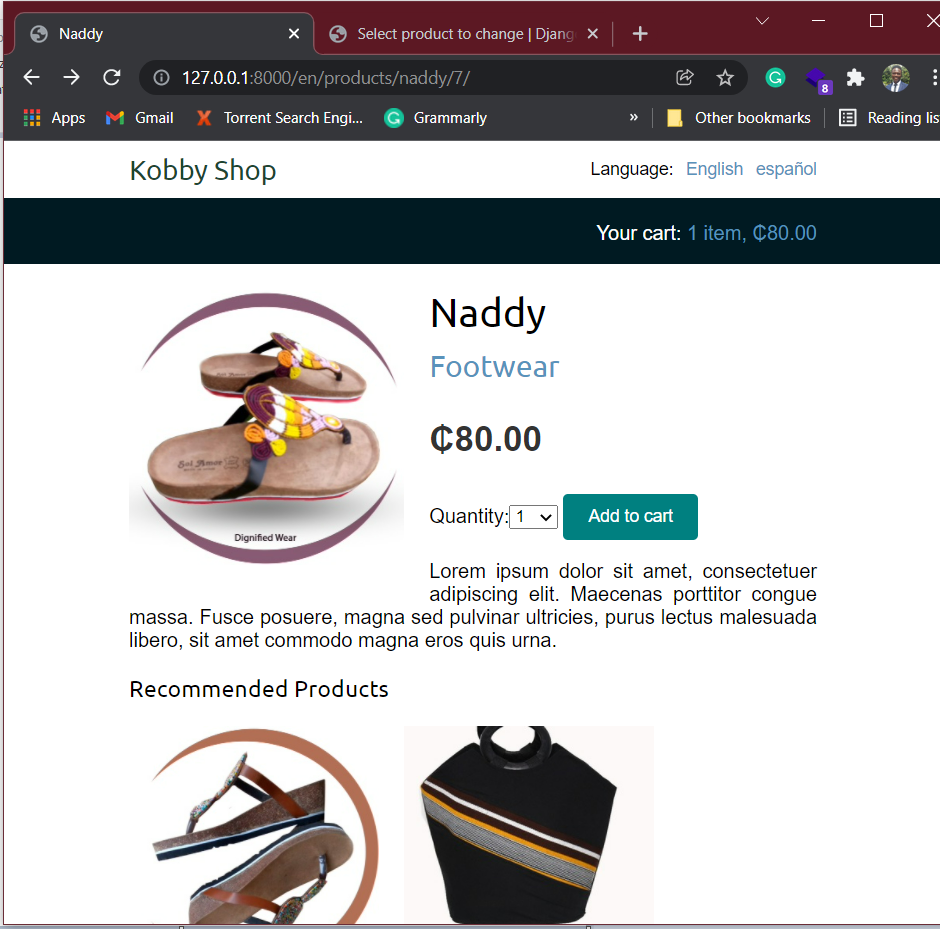 Naddy
Select product to change | Djang
127.0.0.1:8000/en/products/naddy/7/
8
Apps
Gmail
Torrent Search Engi...
Grammarly
»
Other bookmarks
Reading lis
Kobby Shop
Language: English español
Your cart: 1 item, ₵80.00
Naddy
Footwear
₵80.00
Quantity: 1 Add to cart
Dignified Wear
Lorem ipsum dolor sit amet, consectetuer
adipiscing elit. Maecenas porttitor congue
massa. Fusce posuere, magna sed pulvinar ultricies, purus lectus malesuada
libero, sit amet commodo magna eros quis urna.
Recommended Products